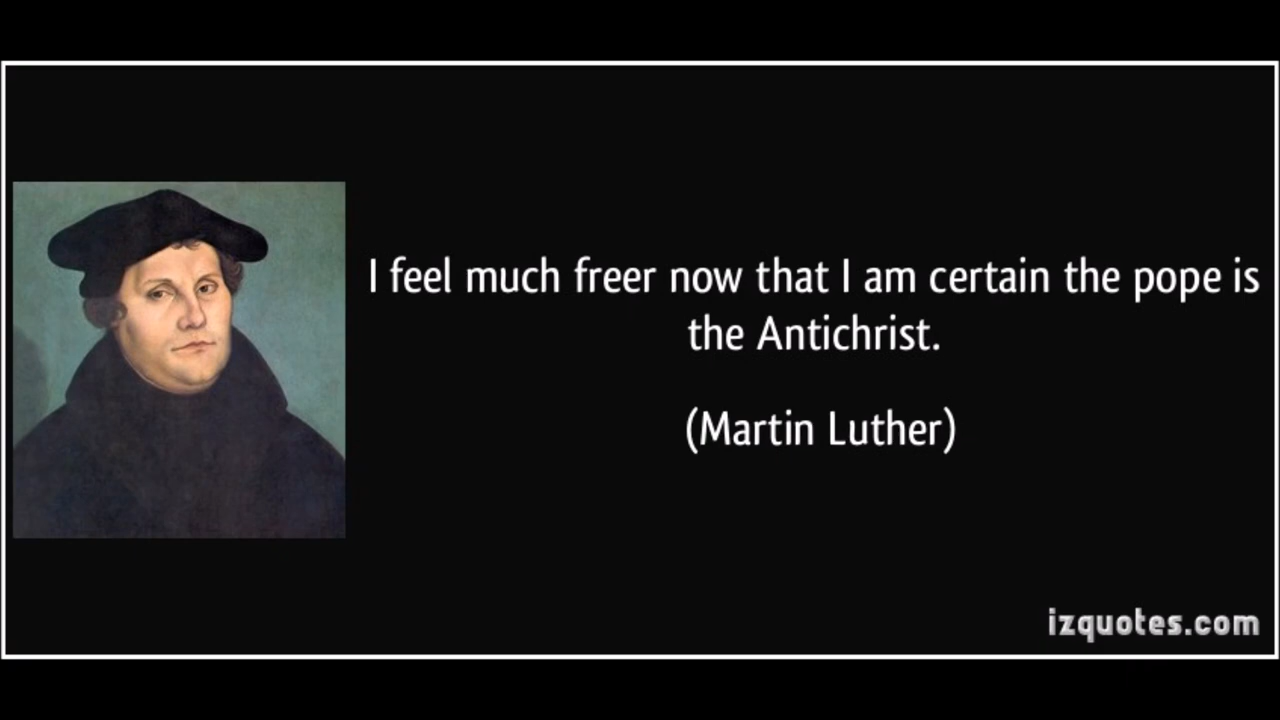 I feel much freer now that I am certain the pope is
the Antichrist.
(Martin Luther)
izquotes.com